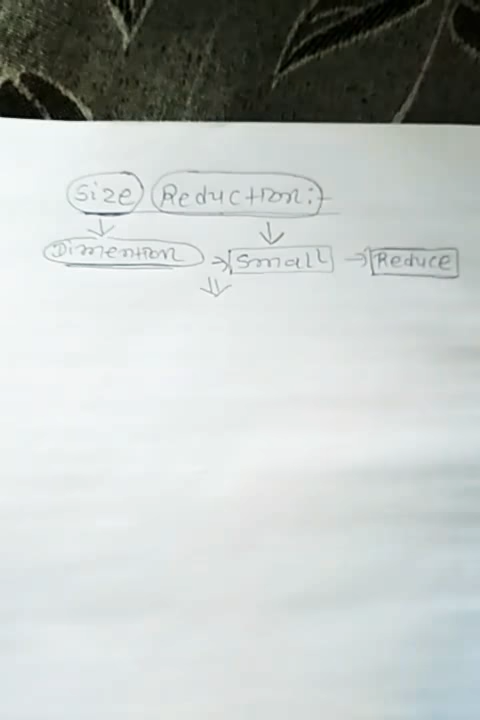 Size Reduction:-
Dimention → Small → Reduce